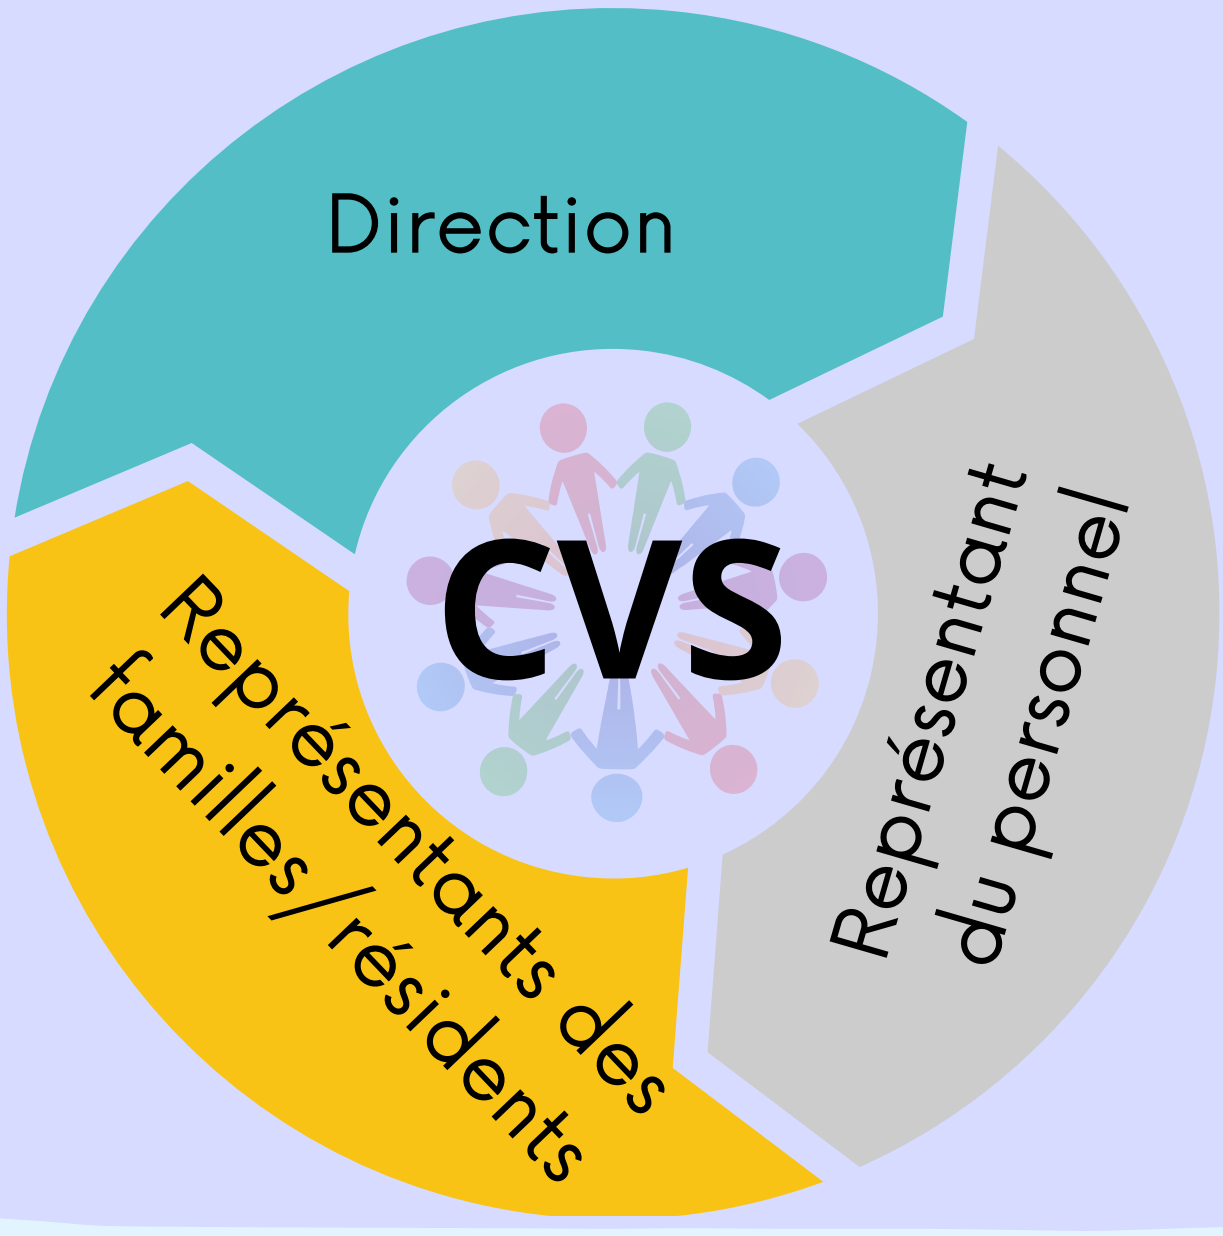 Direction
CVS
Représentant
du personnel
Représentants des
familles/résidents